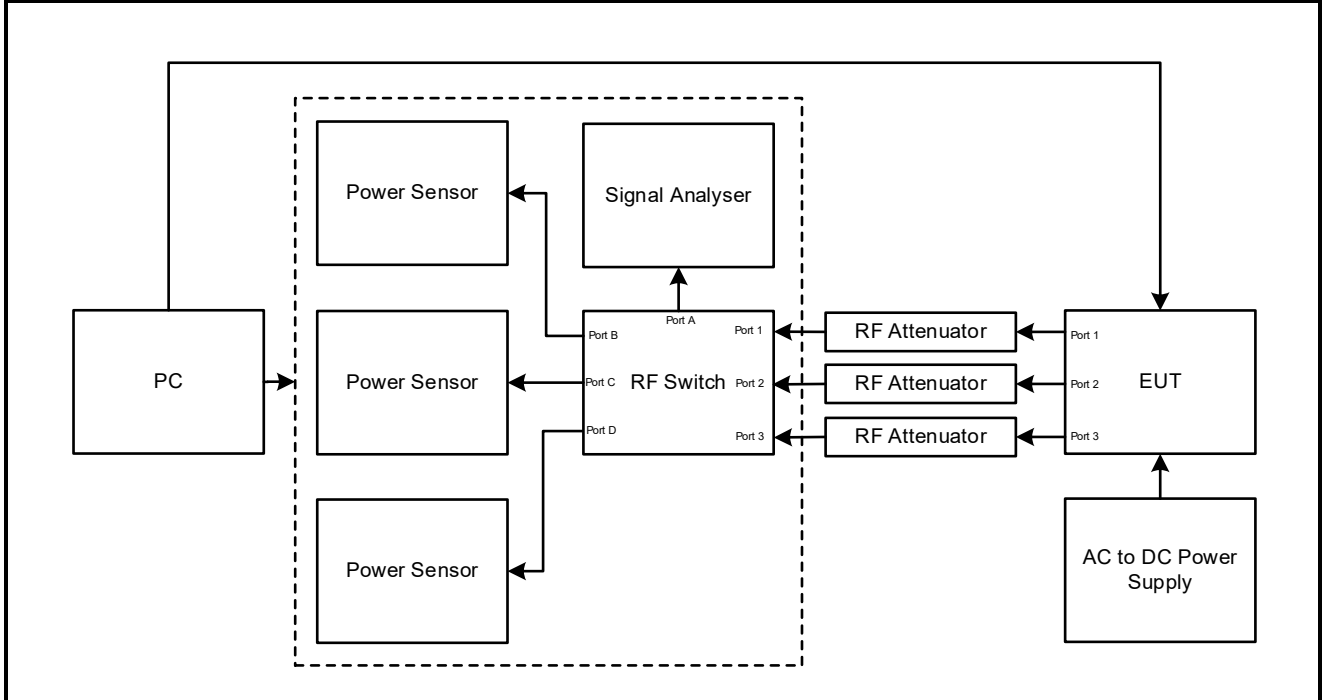 Power Sensor
Signal Analyser
PC
Power Sensor
Port A
Port B
Port C
Port D
RF Switch
Port 1
Port 2
Port 3
RF Attenuator
RF Attenuator
RF Attenuator
Port 1
Port 2
Port 3
EUT
Power Sensor
AC to DC Power
Supply